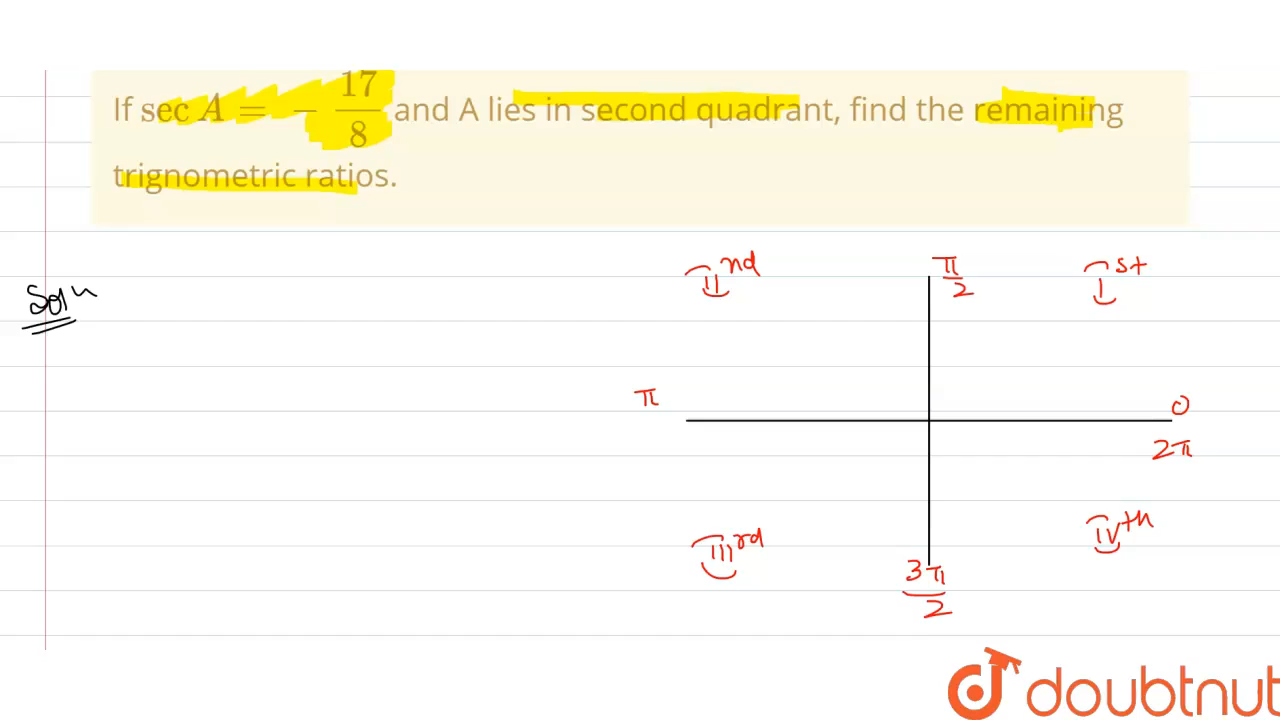 If sec A = − 17/8 and A lies in second quadrant, find the remaining
trignometric ratios.
Soln
IInd
π/2
Ist
π
0
2π
IIIrd
IVth
3π/2
doubtnut